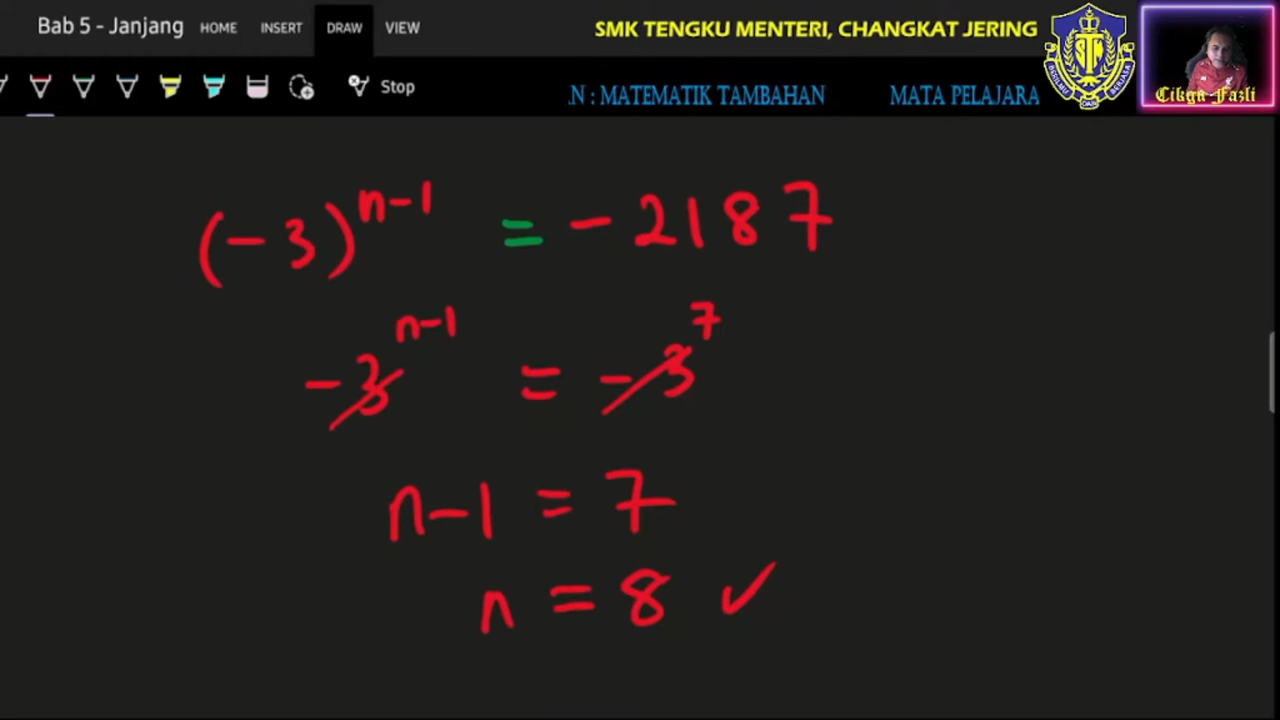 Bab 5 - Janjang HOME INSERT DRAW VIEW
SMK TENGKU MENTERI, CHANGKAT JERING
Stop
.N : MATEMATIK TAMBAHAN MATA PELAJARA
Cikgu Fazli
(-3)^{n-1} = -2187
-3^{n-1} = -3^7
n-1 = 7
n = 8 ✓